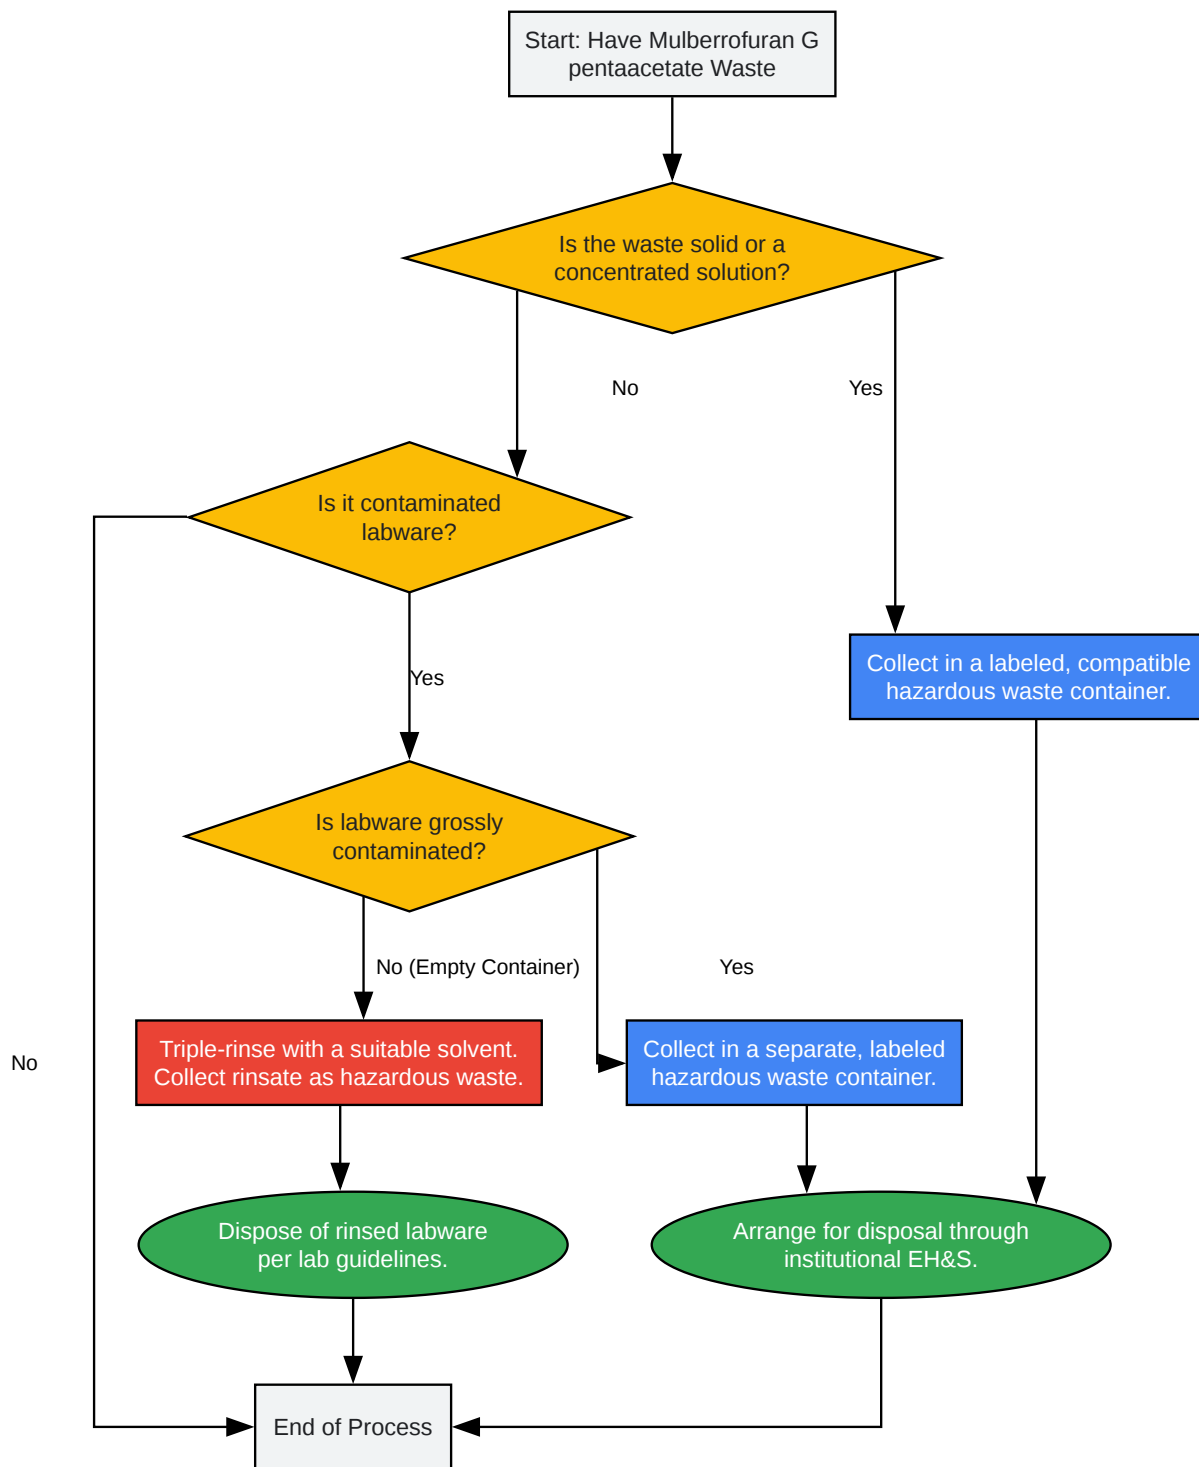 Start: Have Mulberrofuran G
pentaacetate Waste
Is the waste solid or a
concentrated solution?
No
Yes
Is it contaminated
labware?
Yes
Collect in a labeled, compatible
hazardous waste container.
Is labware grossly
contaminated?
No (Empty Container)
Yes
No
Triple-rinse with a suitable solvent.
Collect rinsate as hazardous waste.
Collect in a separate, labeled
hazardous waste container.
Dispose of rinsed labware
per lab guidelines.
Arrange for disposal through
institutional EH&S.
End of Process